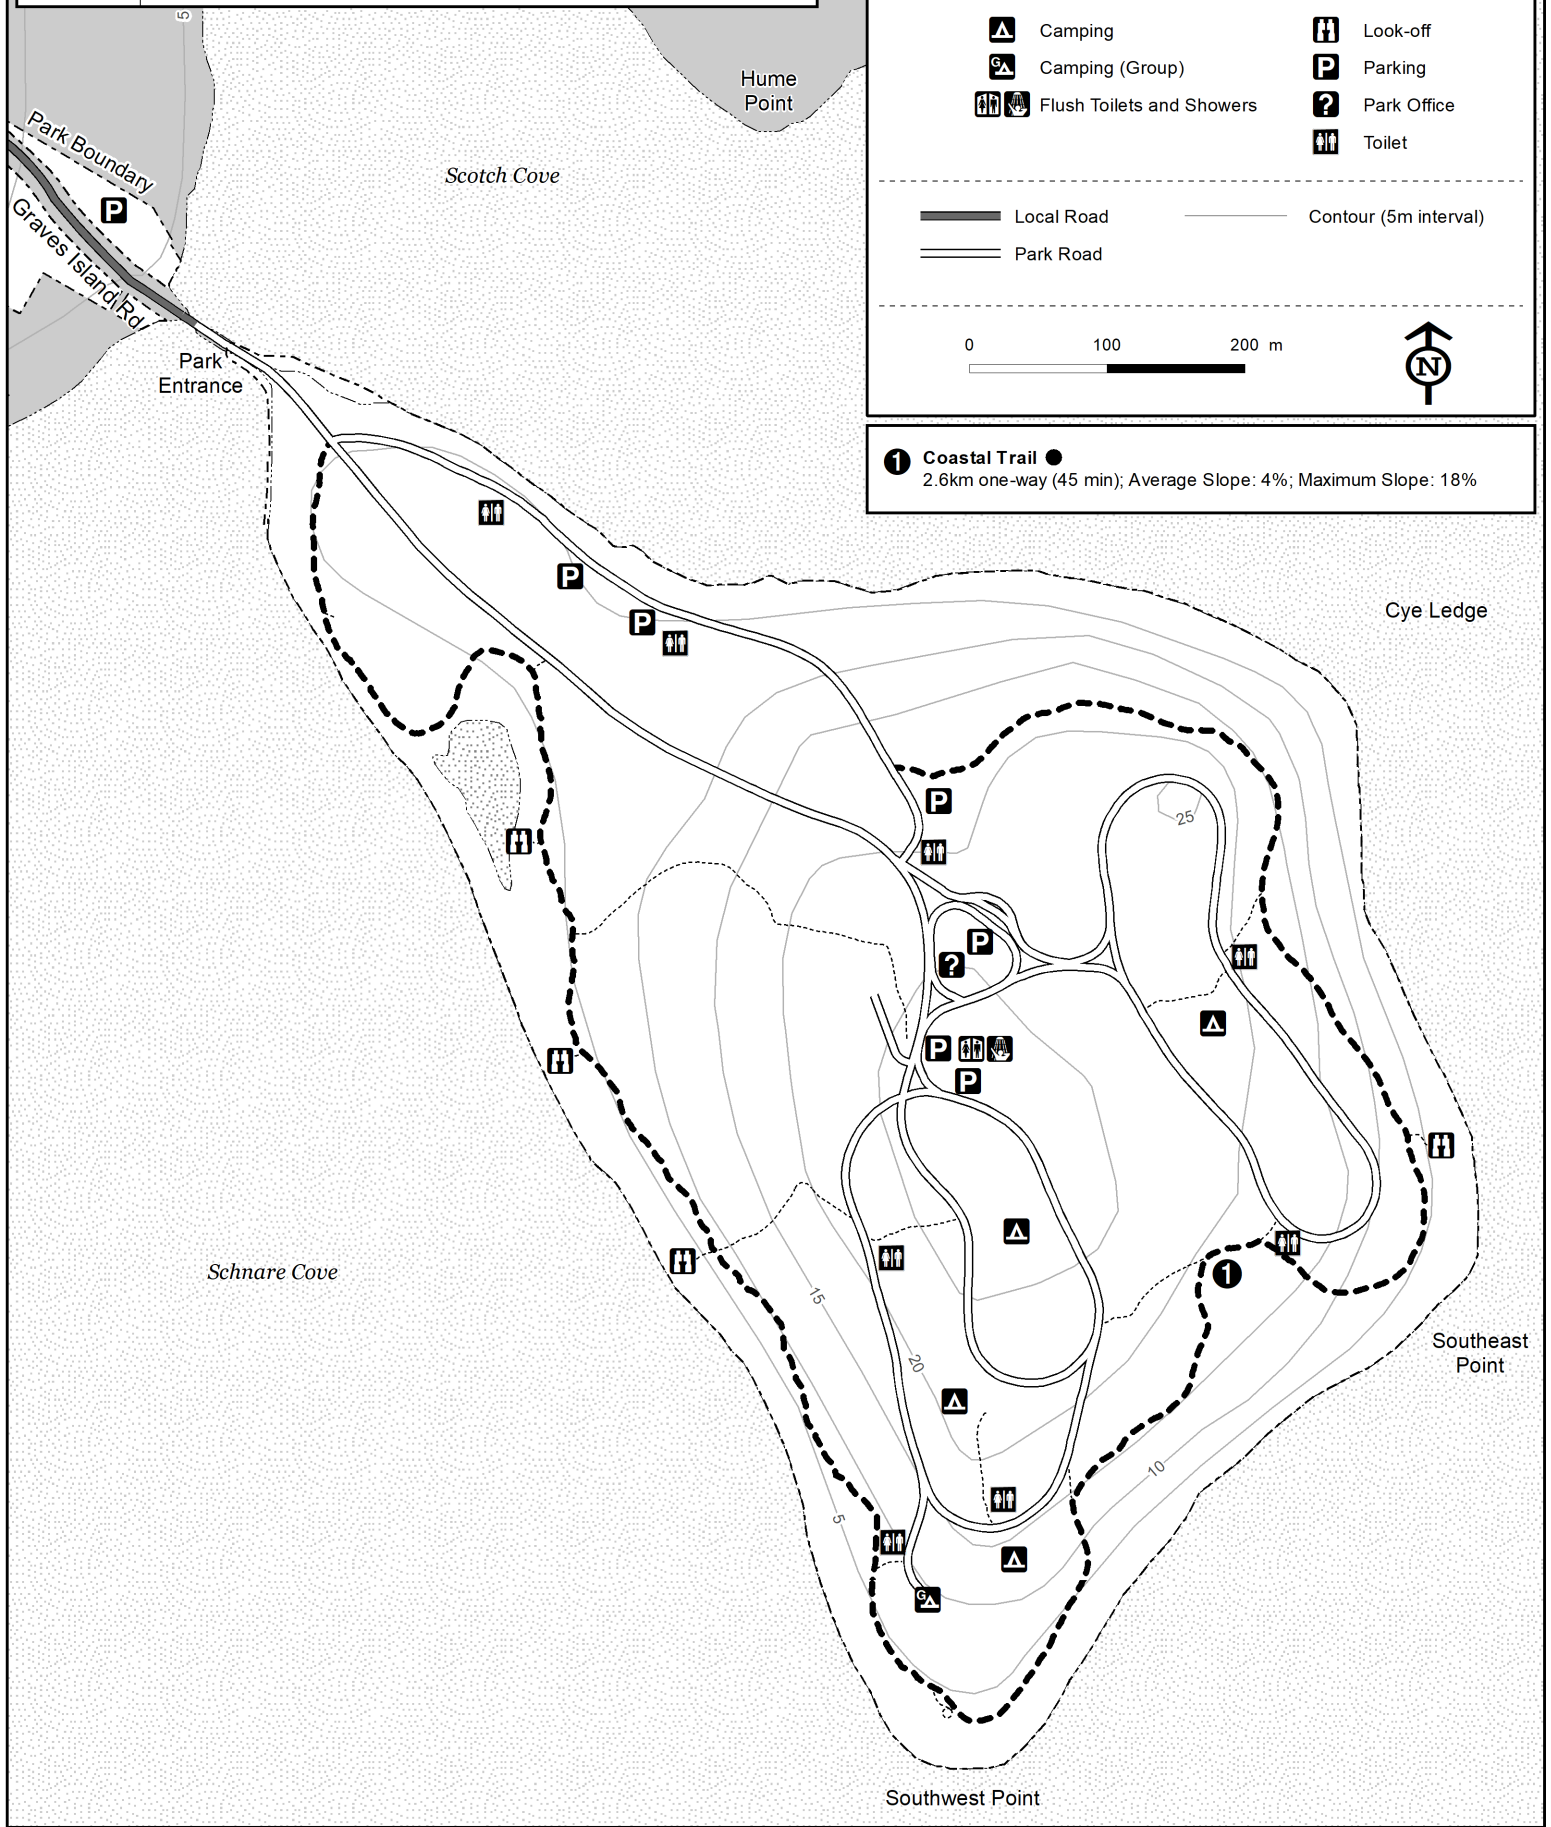 5
Hume
Point
Camping
Look-off
G
Camping (Group)
P
Parking
Flush Toilets and Showers
?
Park Office
Toilet
Park Boundary
P
Graves Island Rd
Scotch Cove
Local Road
Contour (5m interval)
Park Road
0 100 200 m
N
Park
Entrance
1 Coastal Trail
2.6km one-way (45 min); Average Slope: 4%; Maximum Slope: 18%
P
P
Cye Ledge
P
25
P
?
P
P
Schnare Cove
1
15
20
Southeast
Point
10
5
G
Southwest Point